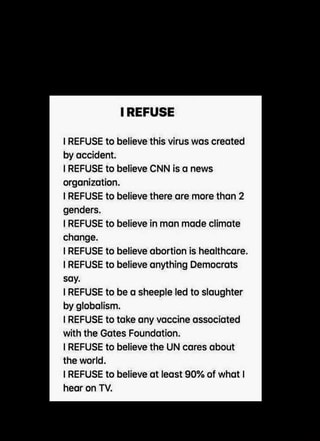 I REFUSE
I REFUSE to believe this virus was created
by accident.
I REFUSE to believe CNN is a news
organization.
I REFUSE to believe there are more than 2
genders.
I REFUSE to believe in man made climate
change.
I REFUSE to believe abortion is healthcare.
I REFUSE to believe anything Democrats
say.
I REFUSE to be a sheeple led to slaughter
by globalism.
I REFUSE to take any vaccine associated
with the Gates Foundation.
I REFUSE to believe the UN cares about
the world.
I REFUSE to believe at least 90% of what I
hear on TV.